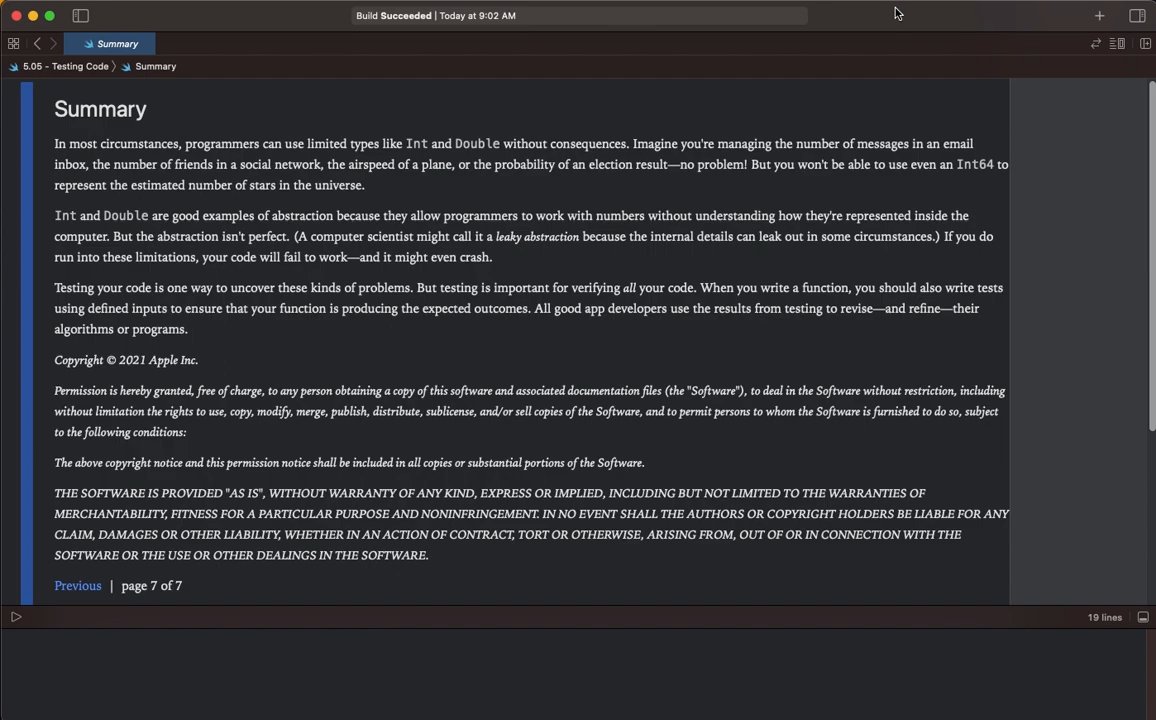 Build Succeeded | Today at 9:02 AM
Summary
5.05 - Testing Code 〉 Summary
Summary
In most circumstances, programmers can use limited types like Int and Double without consequences. Imagine you're managing the number of messages in an email
inbox, the number of friends in a social network, the airspeed of a plane, or the probability of an election result—no problem! But you won't be able to use even an Int64 to
represent the estimated number of stars in the universe.
Int and Double are good examples of abstraction because they allow programmers to work with numbers without understanding how they're represented inside the
computer. But the abstraction isn't perfect. (A computer scientist might call it a leaky abstraction because the internal details can leak out in some circumstances.) If you do
run into these limitations, your code will fail to work—and it might even crash.
Testing your code is one way to uncover these kinds of problems. But testing is important for verifying all your code. When you write a function, you should also write tests
using defined inputs to ensure that your function is producing the expected outcomes. All good app developers use the results from testing to revise—and refine—their
algorithms or programs.
Copyright © 2021 Apple Inc.
Permission is hereby granted, free of charge, to any person obtaining a copy of this software and associated documentation files (the "Software"), to deal in the Software without restriction, including
without limitation the rights to use, copy, modify, merge, publish, distribute, sublicense, and/or sell copies of the Software, and to permit persons to whom the Software is furnished to do so, subject
to the following conditions:
The above copyright notice and this permission notice shall be included in all copies or substantial portions of the Software.
THE SOFTWARE IS PROVIDED "AS IS", WITHOUT WARRANTY OF ANY KIND, EXPRESS OR IMPLIED, INCLUDING BUT NOT LIMITED TO THE WARRANTIES OF
MERCHANTABILITY, FITNESS FOR A PARTICULAR PURPOSE AND NONINFRINGEMENT. IN NO EVENT SHALL THE AUTHORS OR COPYRIGHT HOLDERS BE LIABLE FOR ANY
CLAIM, DAMAGES OR OTHER LIABILITY, WHETHER IN AN ACTION OF CONTRACT, TORT OR OTHERWISE, ARISING FROM, OUT OF OR IN CONNECTION WITH THE
SOFTWARE OR THE USE OR OTHER DEALINGS IN THE SOFTWARE.
Previous | page 7 of 7
19 lines